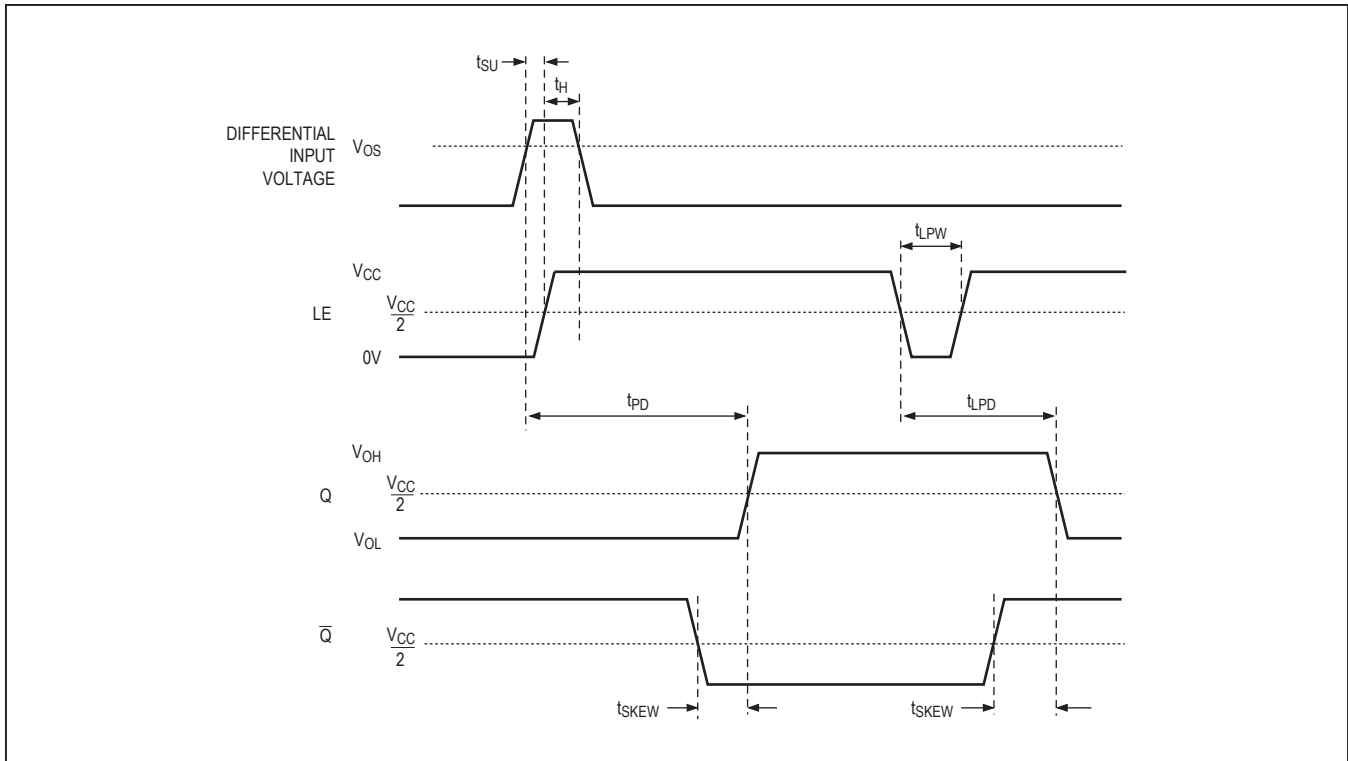 tSU
tH
DIFFERENTIAL
INPUT
VOLTAGE
VOS
tLPW
VCC
LE
VCC
2
0V
tPD
tLPD
VOH
Q
VCC
2
VOL
Q̅
VCC
2
tSKEW
tSKEW